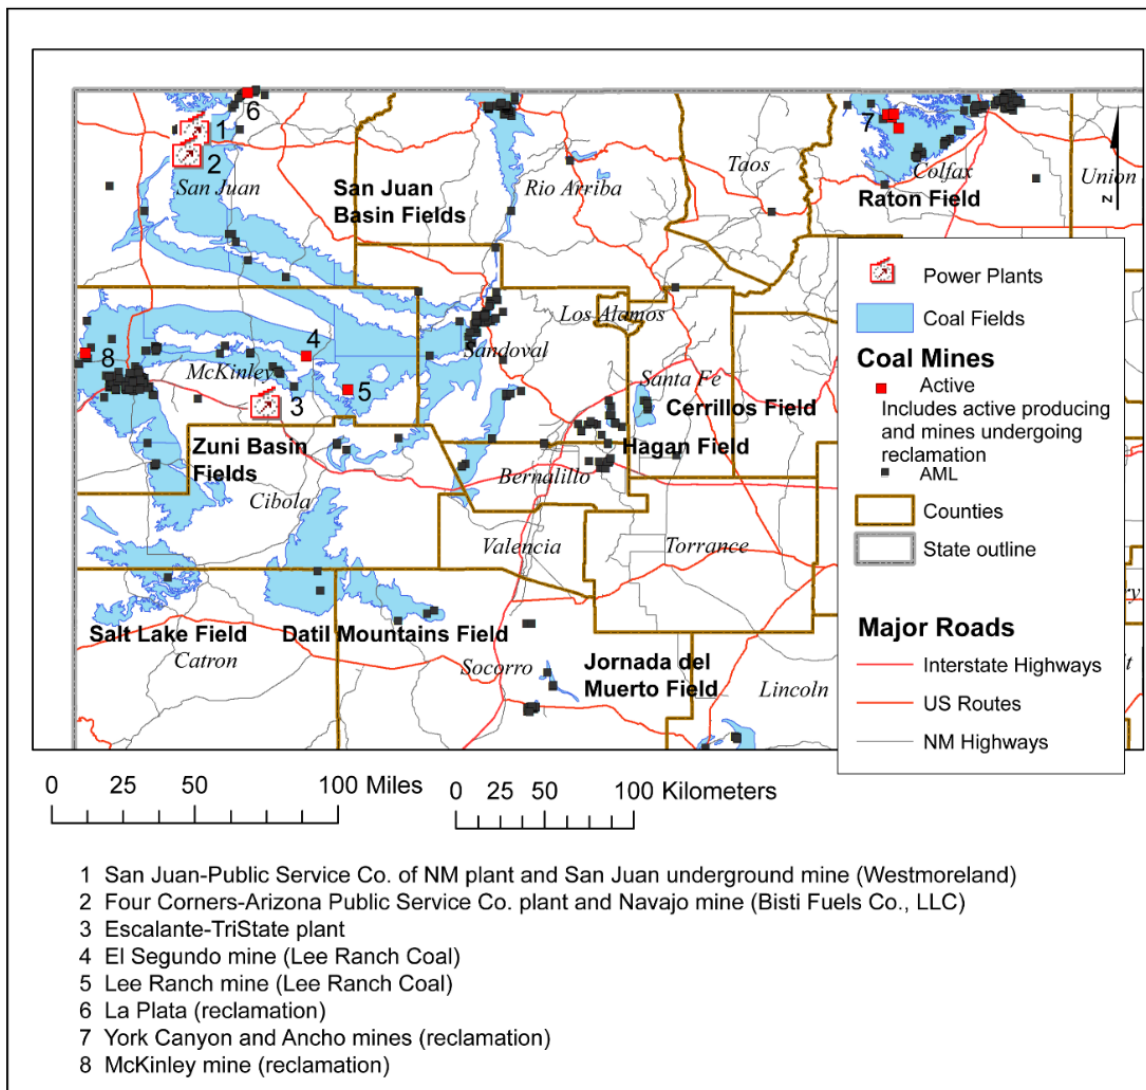 6
1
2
San Juan
San Juan
Basin Fields
Rio Arriba
Taos
7
Colfax
Union
Raton Field
N
Los Alamos
Sandoval
4
8
McKinley
5
3
Santa Fe
Cerrillos Field
Hagan Field
Zuni Basin
Fields
Bernalillo
Cibola
Valencia
Torrance
Salt Lake Field
Datil Mountains Field
Catron
Socorro
Jornada del
Muerto Field
Lincoln
Power Plants
Coal Fields
Coal Mines
Active
Includes active producing
and mines undergoing
reclamation
AML
Counties
State outline
Major Roads
Interstate Highways
US Routes
NM Highways
0 25 50 100 Miles
0 25 50 100 Kilometers
1 San Juan-Public Service Co. of NM plant and San Juan underground mine (Westmoreland)
2 Four Corners-Arizona Public Service Co. plant and Navajo mine (Bisti Fuels Co., LLC)
3 Escalante-TriState plant
4 El Segundo mine (Lee Ranch Coal)
5 Lee Ranch mine (Lee Ranch Coal)
6 La Plata (reclamation)
7 York Canyon and Ancho mines (reclamation)
8 McKinley mine (reclamation)